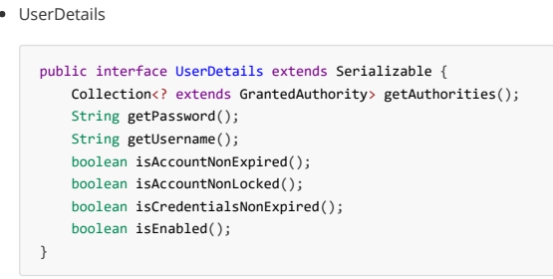 UserDetails
public interface UserDetails extends Serializable {
    Collection<? extends GrantedAuthority> getAuthorities();
    String getPassword();
    String getUsername();
    boolean isAccountNonExpired();
    boolean isAccountNonLocked();
    boolean isCredentialsNonExpired();
    boolean isEnabled();
}